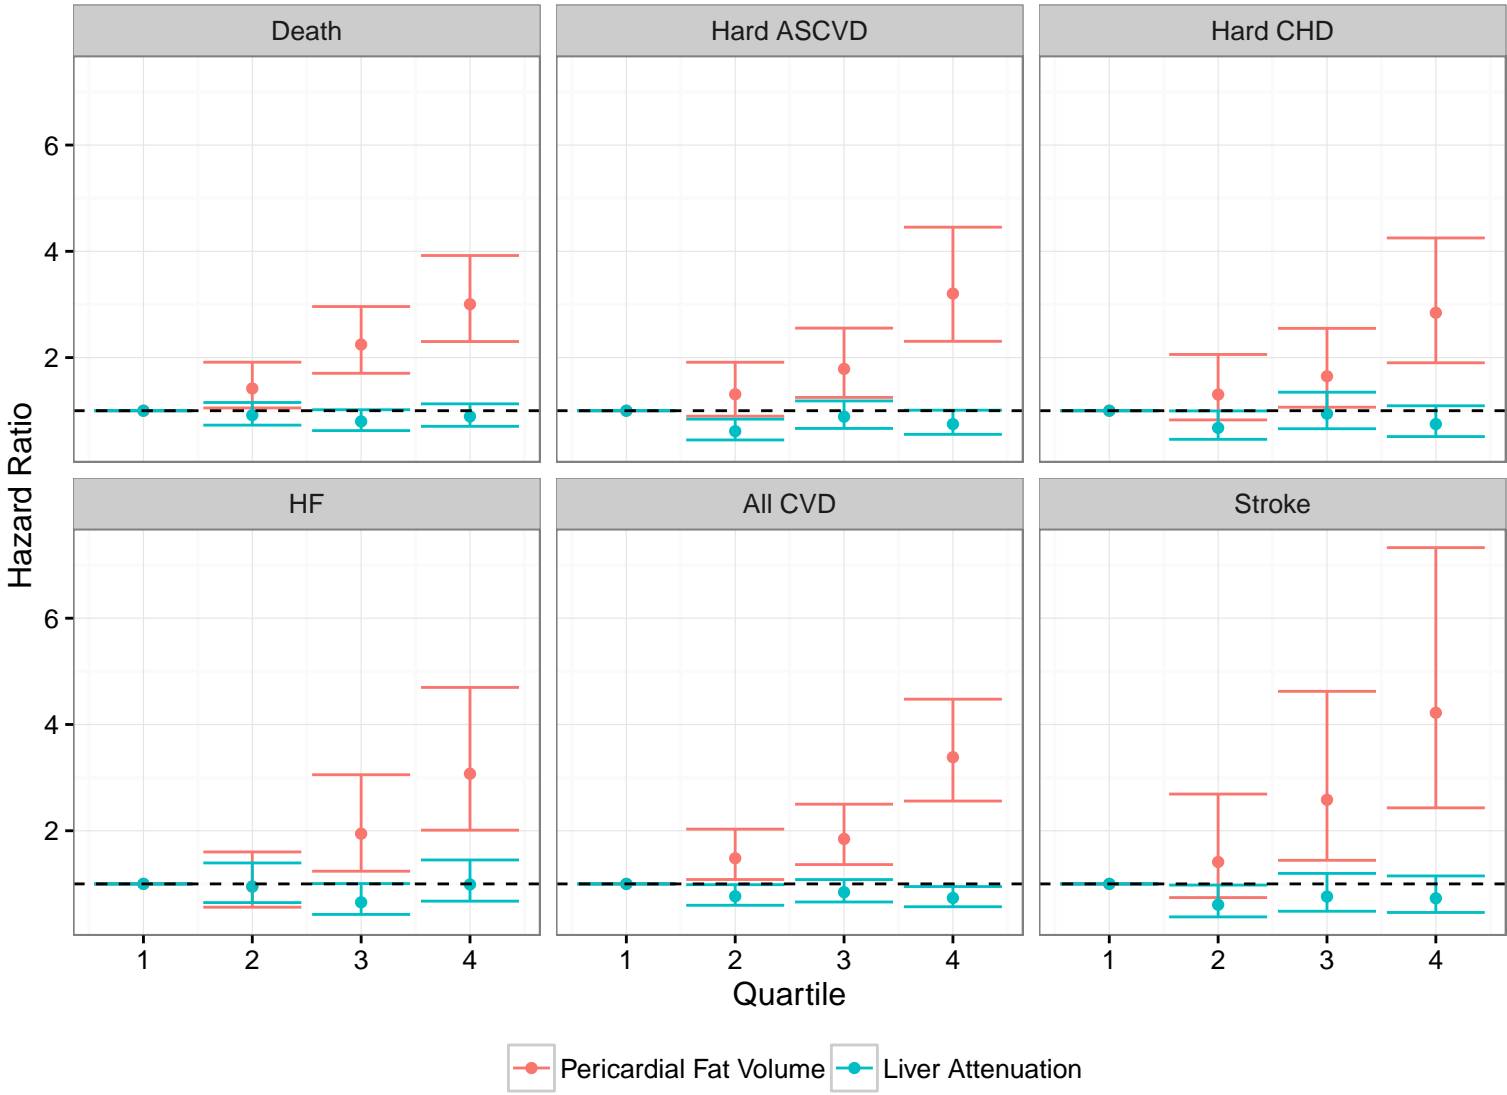 Death Hard ASCVD Hard CHD
6
4
2
HF All CVD Stroke
6
4
2
Hazard Ratio
1 2 3 4 1 2 3 4 1 2 3 4
Quartile
Pericardial Fat Volume Liver Attenuation